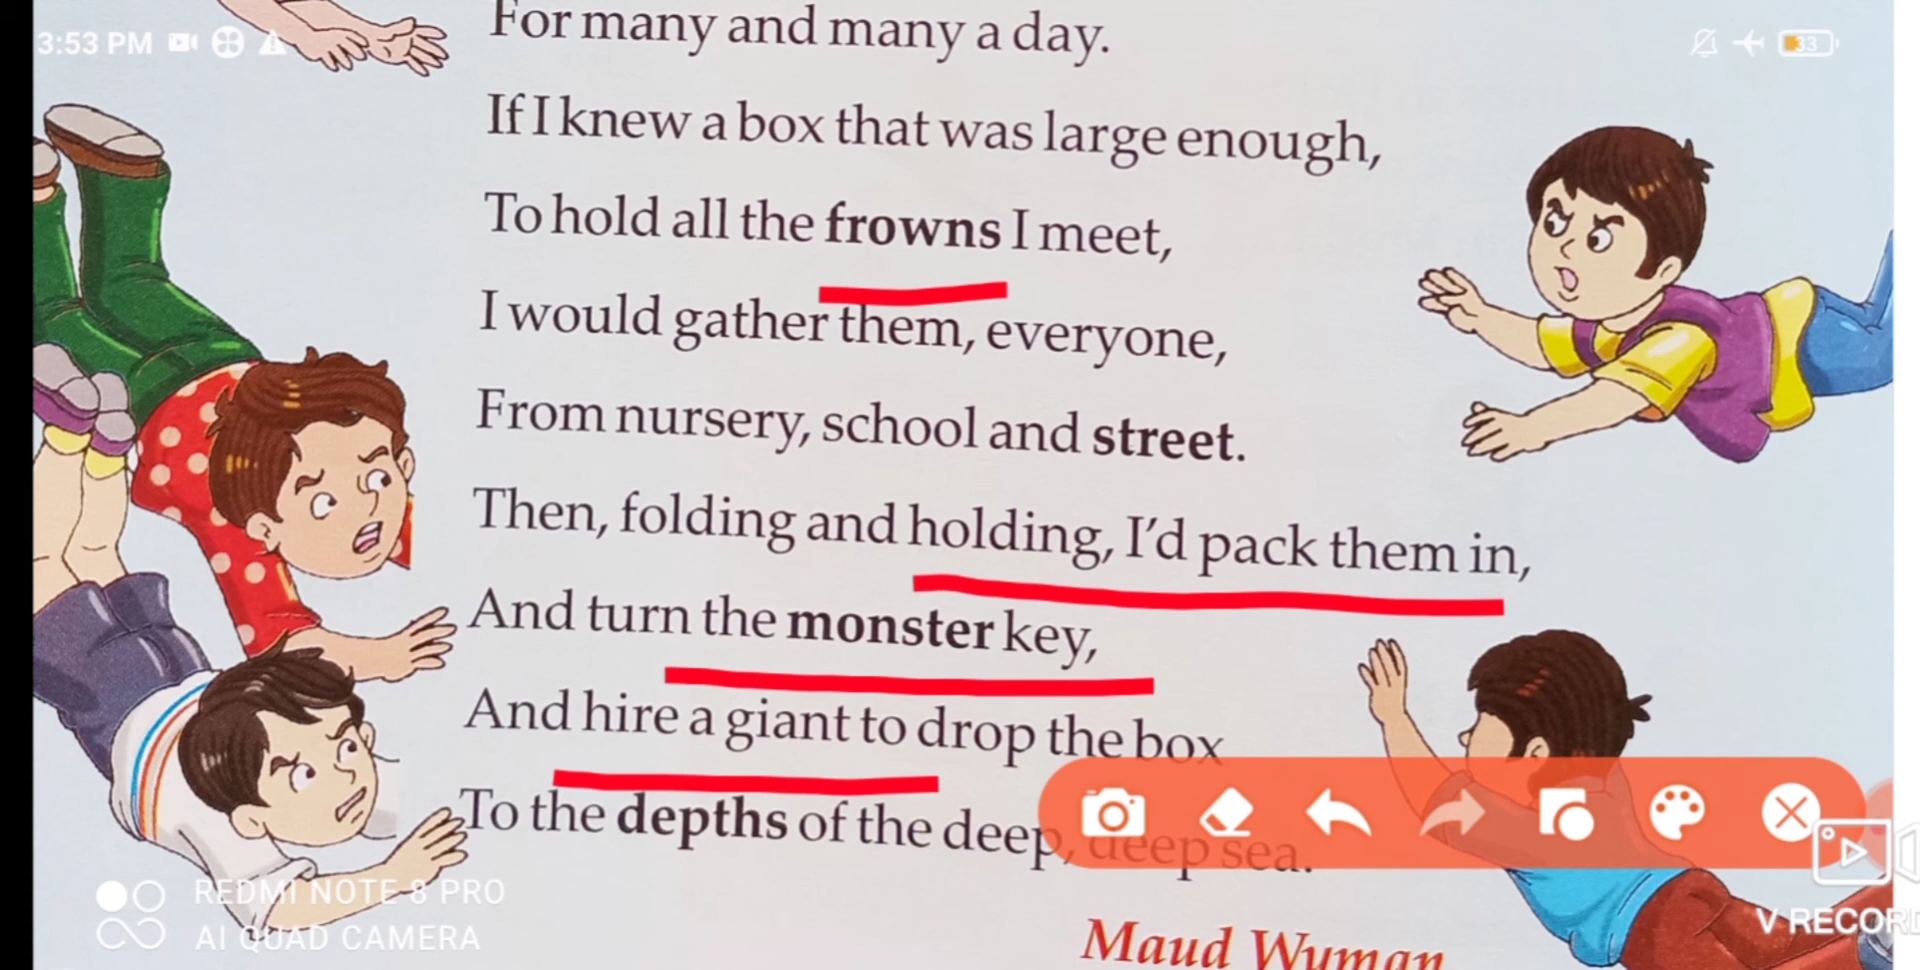 For many and many a day.
3:53 PM
33
If I knew a box that was large enough,
To hold all the frowns I meet,
I would gather them, everyone,
From nursery, school and street.
Then, folding and holding, I'd pack them in,
And turn the monster key,
And hire a giant to drop the box
To the depths of the deep, deep sea.
REDMI NOTE 8 PRO
AI QUAD CAMERA
V RECORD
Maud Wyman